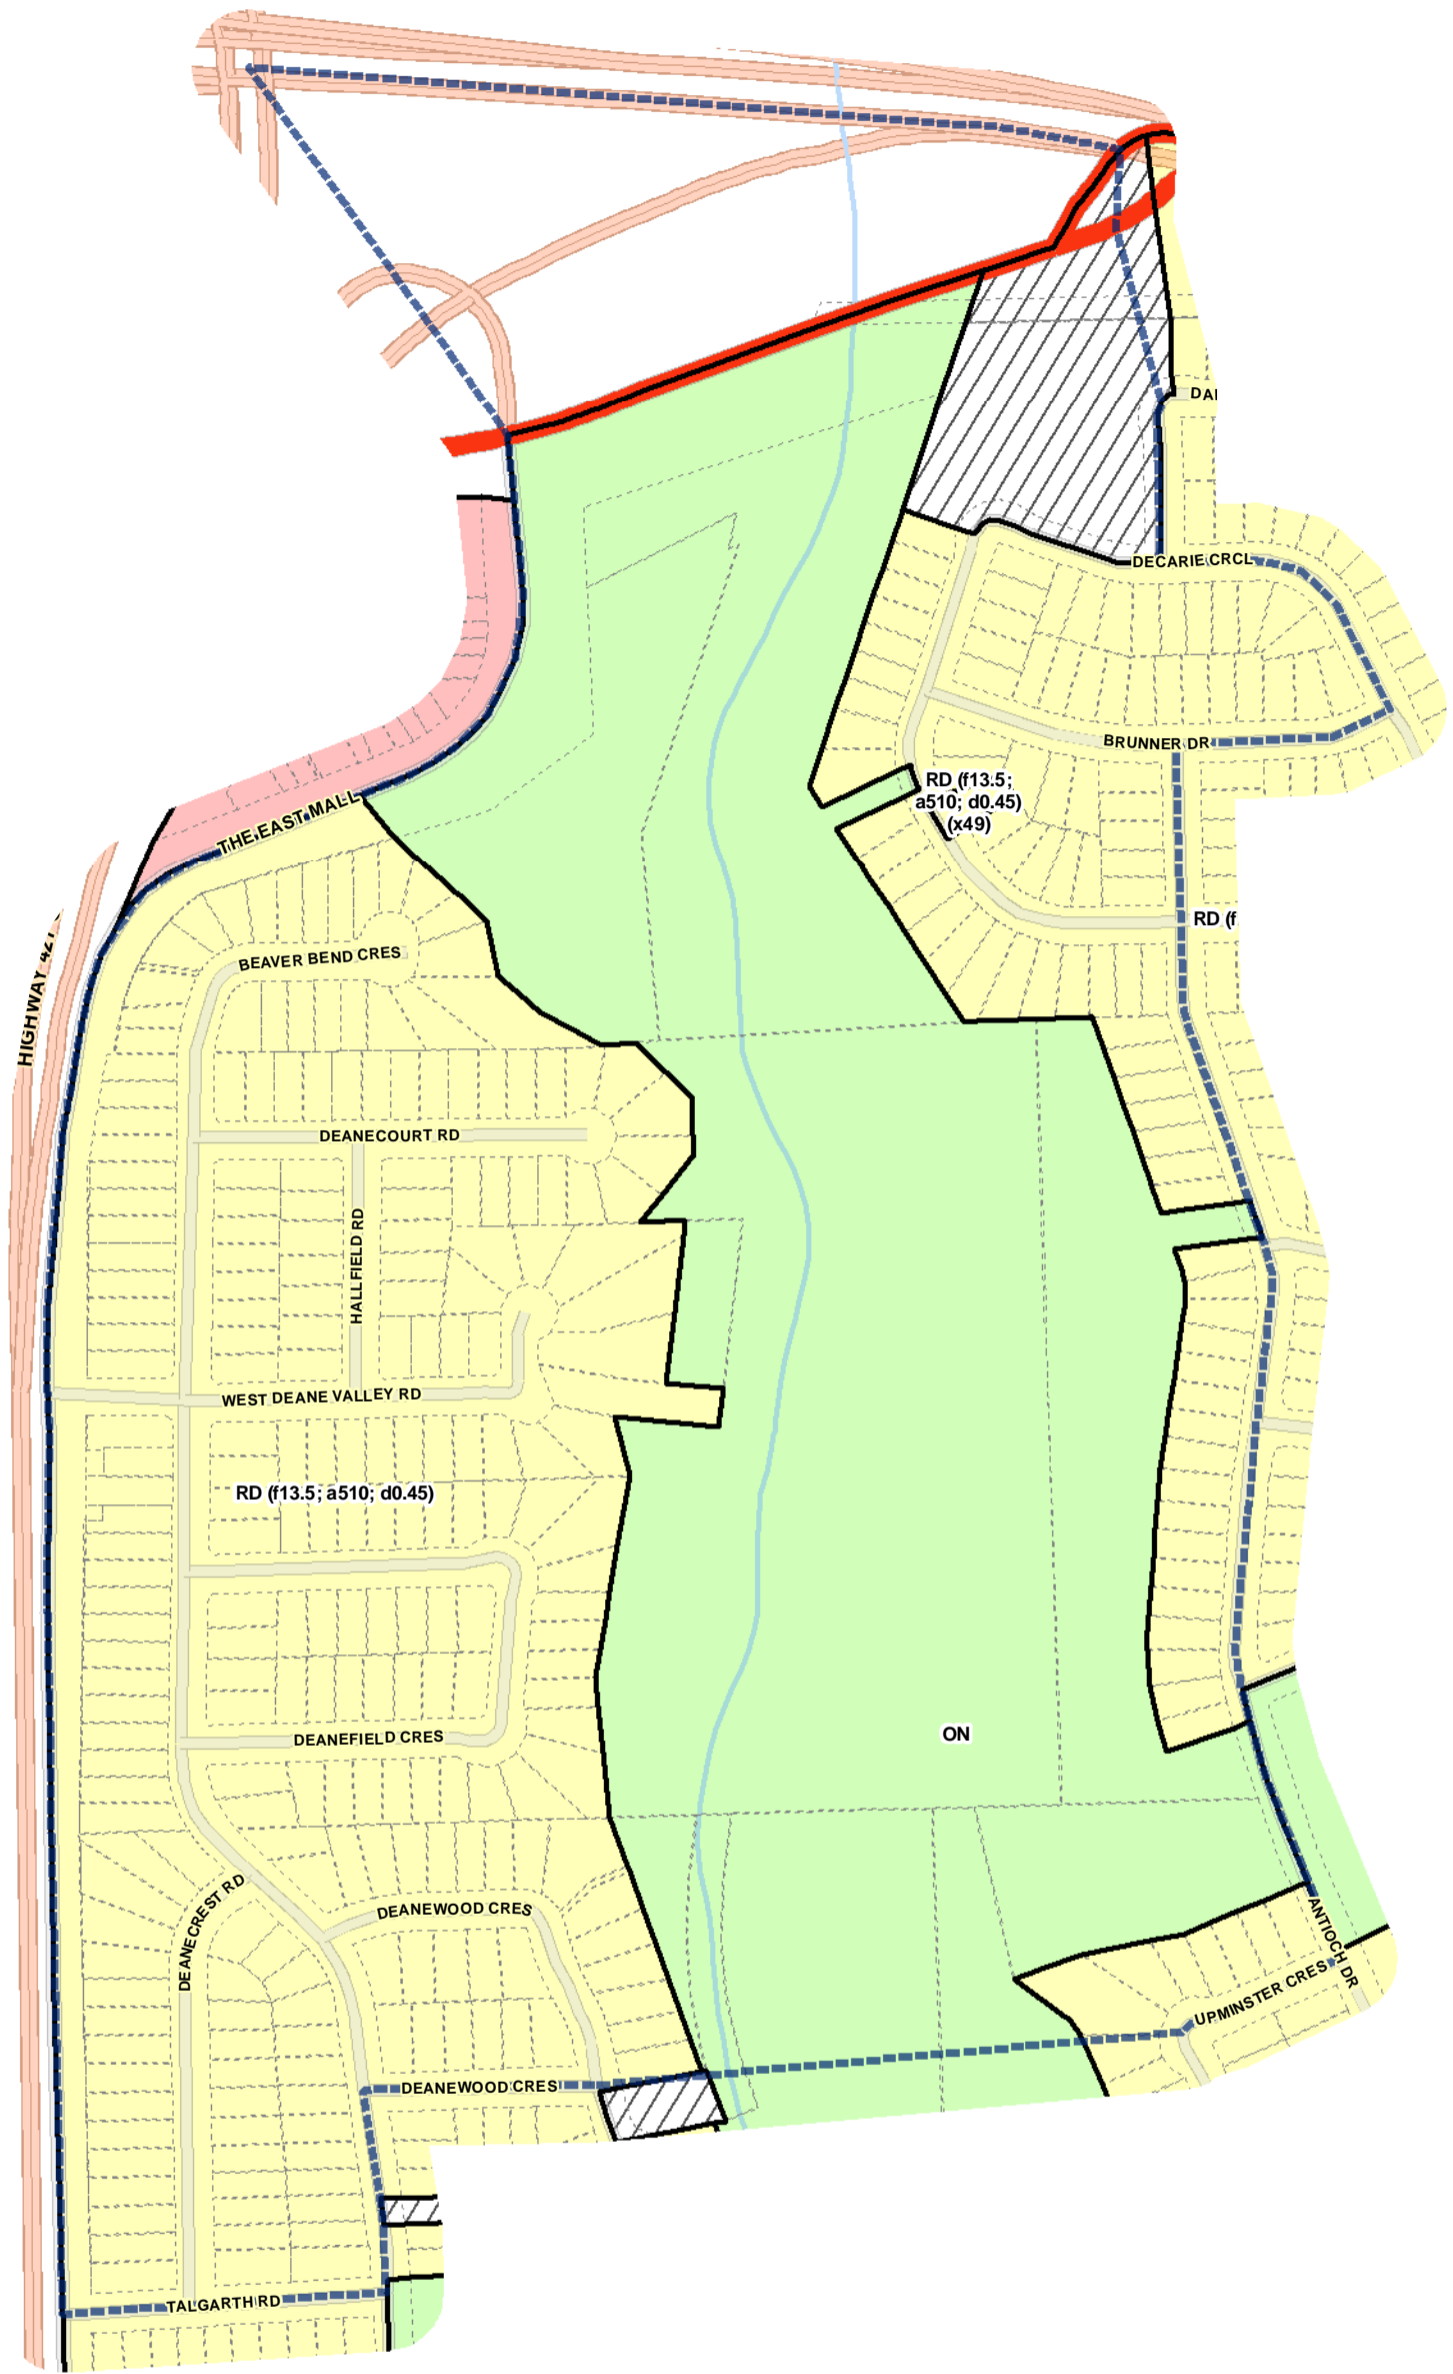 DAI
DECARIE CRCL
BRUNNER DR
RD (f13.5;
a510; d0.45)
(x49)
THE EAST MALL
RD (f
BEAVER BEND CRES
HIGHWAY 427
DEANECOURT RD
HALLFIELD RD
WEST DEANE VALLEY RD
RD (f13.5; a510; d0.45)
ON
DEANEFIELD CRES
DEANECREST RD
DEANEWOOD CRES
ANTIOCH DR
UPMINSTER CRES
DEANEWOOD CRES
TALGARTH RD